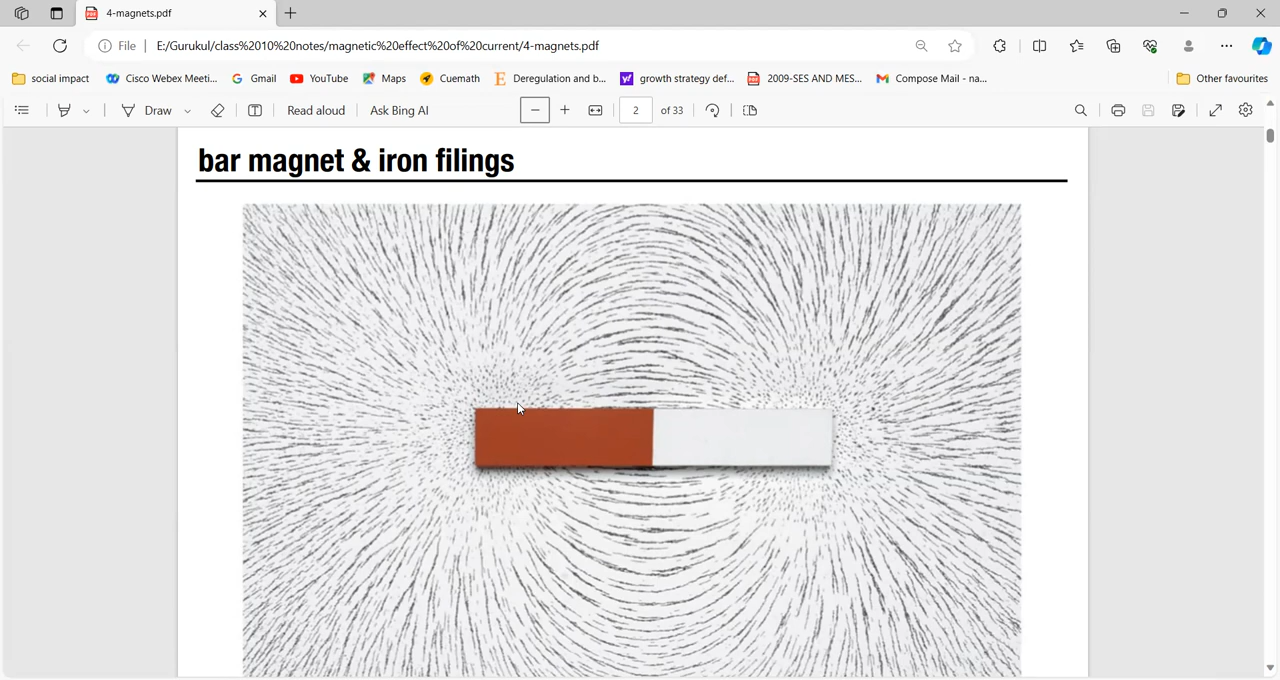 4-magnets.pdf
File
E:/Gurukul/class%2010%20notes/magnetic%20effect%20of%20current/4-magnets.pdf
social impact
Cisco Webex Meeti...
Gmail
YouTube
Maps
Cuemath
Deregulation and b...
growth strategy def...
2009-SES AND MES...
Compose Mail - na...
Other favourites
Draw
Read aloud
Ask Bing AI
2 of 33
bar magnet & iron filings